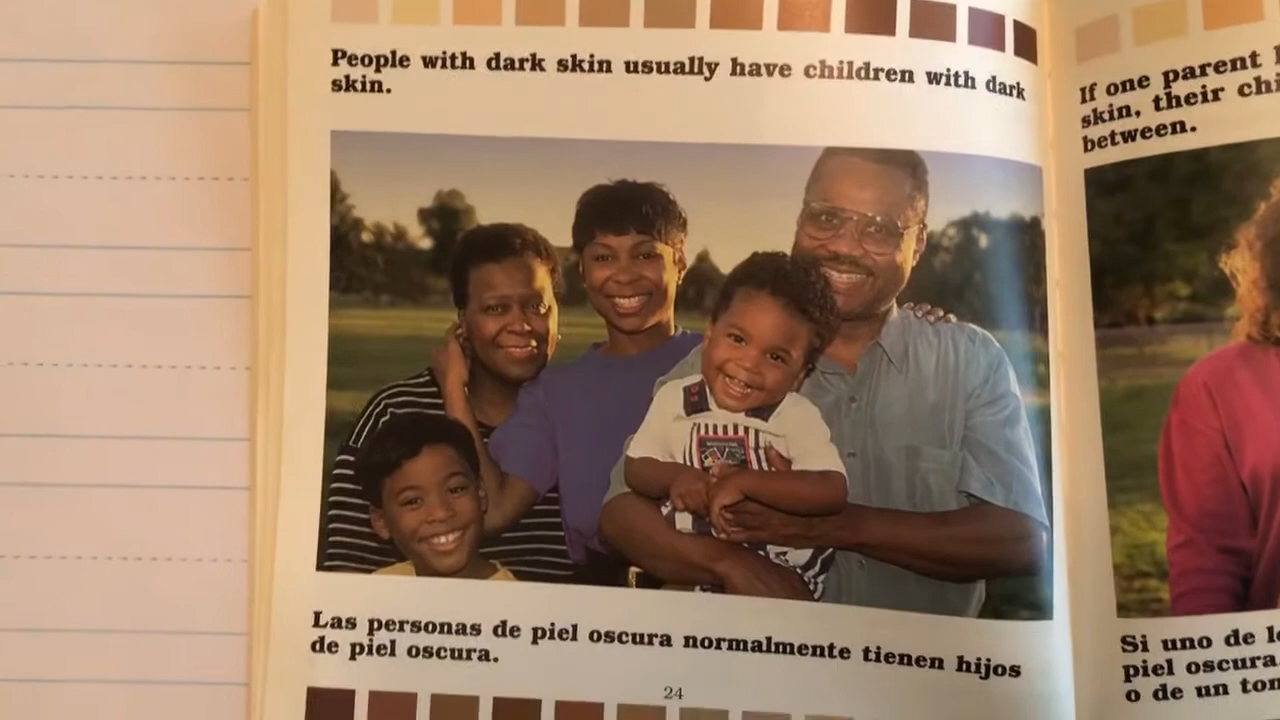 People with dark skin usually have children with dark
skin.
Las personas de piel oscura normalmente tienen hijos
de piel oscura.
24
If one parent
skin, their
between.
Si uno de
piel oscura
o de un